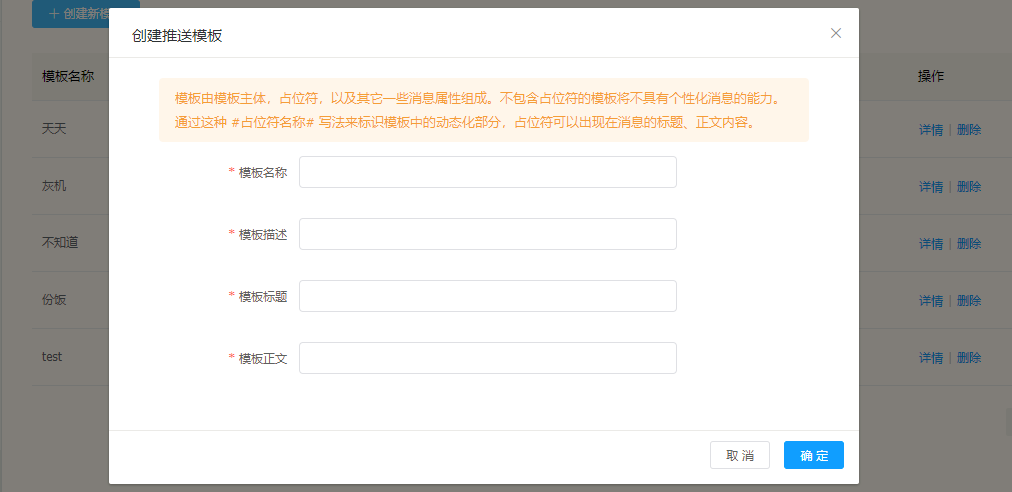 创建新模
创建推送模板
模板名称
操作
模板由模板主体，占位符，以及其它一些消息属性组成。不包含占位符的模板将不具有个性化消息的能力。
通过这种 #占位符名称# 写法来标识模板中的动态化部分，占位符可以出现在消息的标题、正文内容。
天天
详情 | 删除
* 模板名称
灰机
详情 | 删除
* 模板描述
不知道
详情 | 删除
* 模板标题
份饭
详情 | 删除
* 模板正文
test
详情 | 删除
取 消
确 定